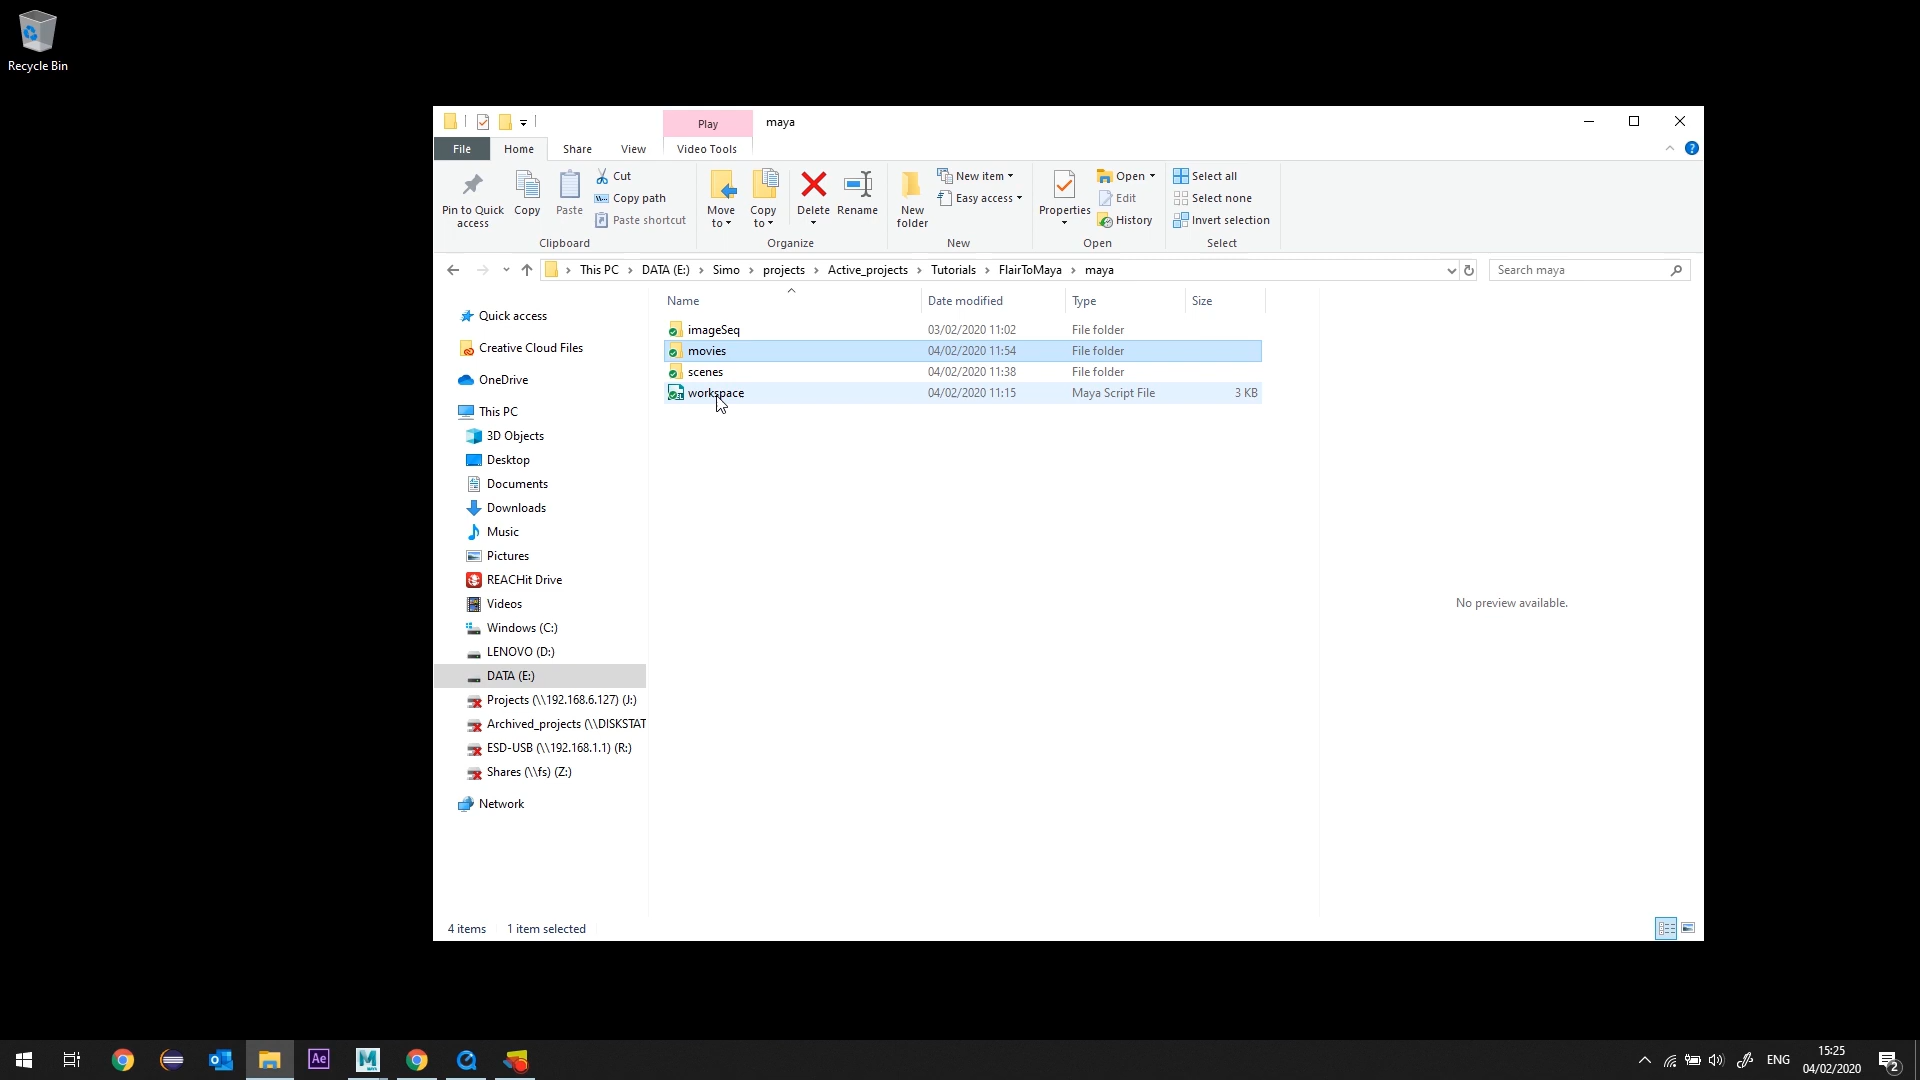 Recycle Bin
Play
maya
File
Home
Share
View
Video Tools
Pin to Quick access
Copy
Paste
Cut
Copy path
Paste shortcut
Clipboard
Move to
Copy to
Delete
Rename
Organize
New folder
New item
Easy access
New
Properties
Open
Edit
History
Open
Select all
Select none
Invert selection
Select
This PC
DATA (E:)
Simo
projects
Active_projects
Tutorials
FlairToMaya
maya
Search maya
Name
Date modified
Type
Size
imageSeq 03/02/2020 11:02 File folder
movies 04/02/2020 11:54 File folder
scenes 04/02/2020 11:38 File folder
workspace 04/02/2020 11:15 Maya Script File 3 KB
Quick access
Creative Cloud Files
OneDrive
This PC
3D Objects
Desktop
Documents
Downloads
Music
Pictures
REACHit Drive
Videos
Windows (C:)
LENOVO (D:)
DATA (E:)
Projects (\\192.168.6.127) (J:)
Archived_projects (\\DISKSTAT
ESD-USB (\\192.168.1.1) (R:)
Shares (\\fs) (Z:)
Network
No preview available.
4 items
1 item selected
Ae
ENG
15:25
04/02/2020
2